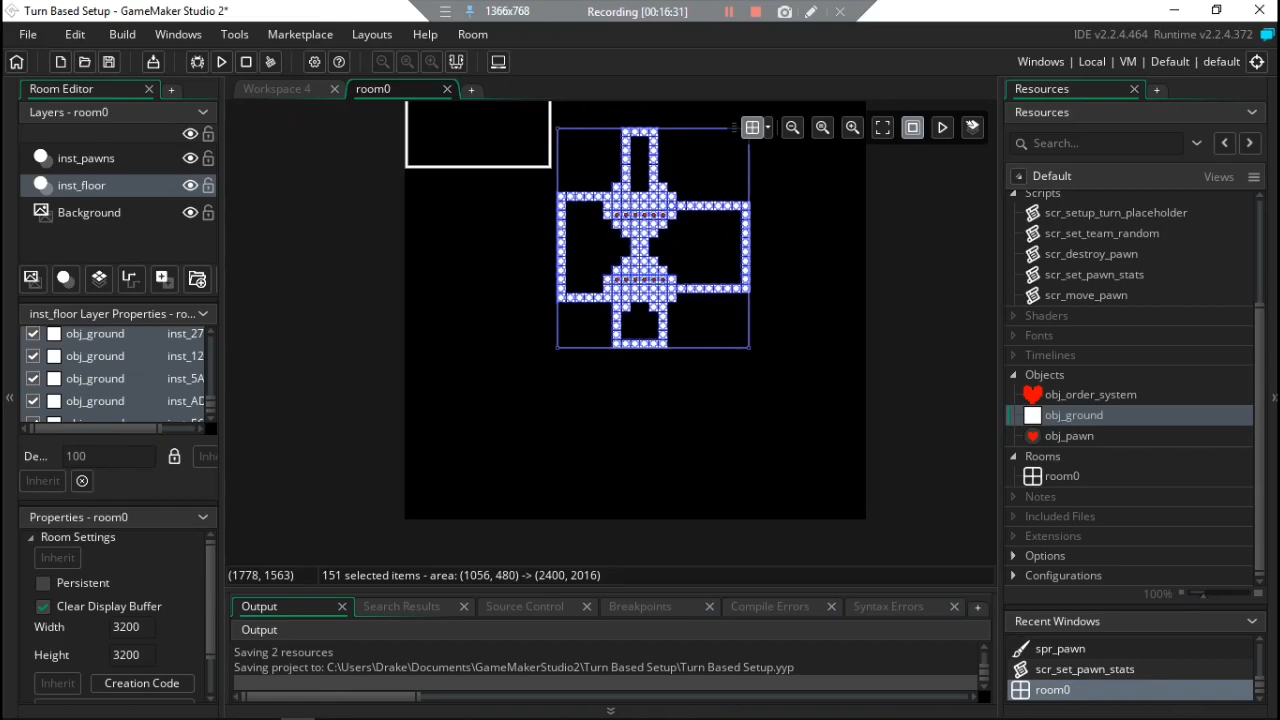 Turn Based Setup - GameMaker Studio 2*
1366x768
Recording [00:16:31]
File Edit Build Windows Tools Marketplace Layouts Help Room
IDE v2.2.4.464 Runtime v2.2.4.372
Windows | Local | VM | Default | default
Room Editor
Workspace 4
room0
Resources
Layers - room0
Resources
Search...
inst_pawns
inst_floor
Background
Default
Views
Scripts
scr_setup_turn_placeholder
scr_set_team_random
scr_destroy_pawn
scr_set_pawn_stats
scr_move_pawn
Shaders
Fonts
Timelines
Objects
obj_order_system
obj_ground
obj_pawn
Rooms
room0
Notes
Included Files
Extensions
Options
Configurations
100%
inst_floor Layer Properties - ro...
obj_ground inst_27
obj_ground inst_12
obj_ground inst_5A
obj_ground inst_AD
De... 100 Inh
Inherit
Properties - room0
Room Settings
Inherit
Persistent
Clear Display Buffer
Width 3200
Height 3200
Inherit Creation Code
(1778, 1563) 151 selected items - area: (1056, 480) -> (2400, 2016)
Output Search Results Source Control Breakpoints Compile Errors Syntax Errors
Output
Saving 2 resources
Saving project to: C:\Users\Drake\Documents\GameMakerStudio2\Turn Based Setup\Turn Based Setup.yyp
Recent Windows
spr_pawn
scr_set_pawn_stats
room0